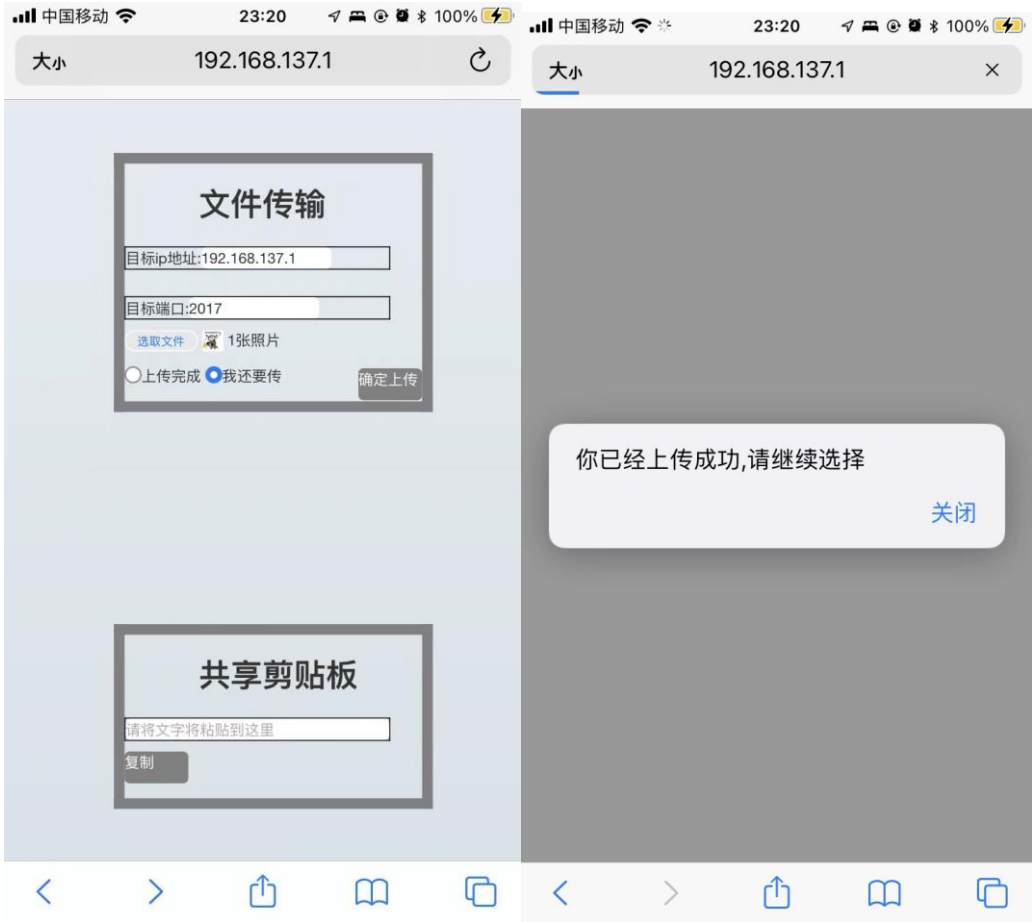 中国移动 23:20 100%
大小 192.168.137.1
文件传输
目标ip地址:192.168.137.1
目标端口:2017
选取文件 1张照片
上传完成 我还要传 确定上传
共享剪贴板
请将文字将粘贴到这里
复制
中国移动 23:20 100%
大小 192.168.137.1
你已经上传成功,请继续选择
关闭